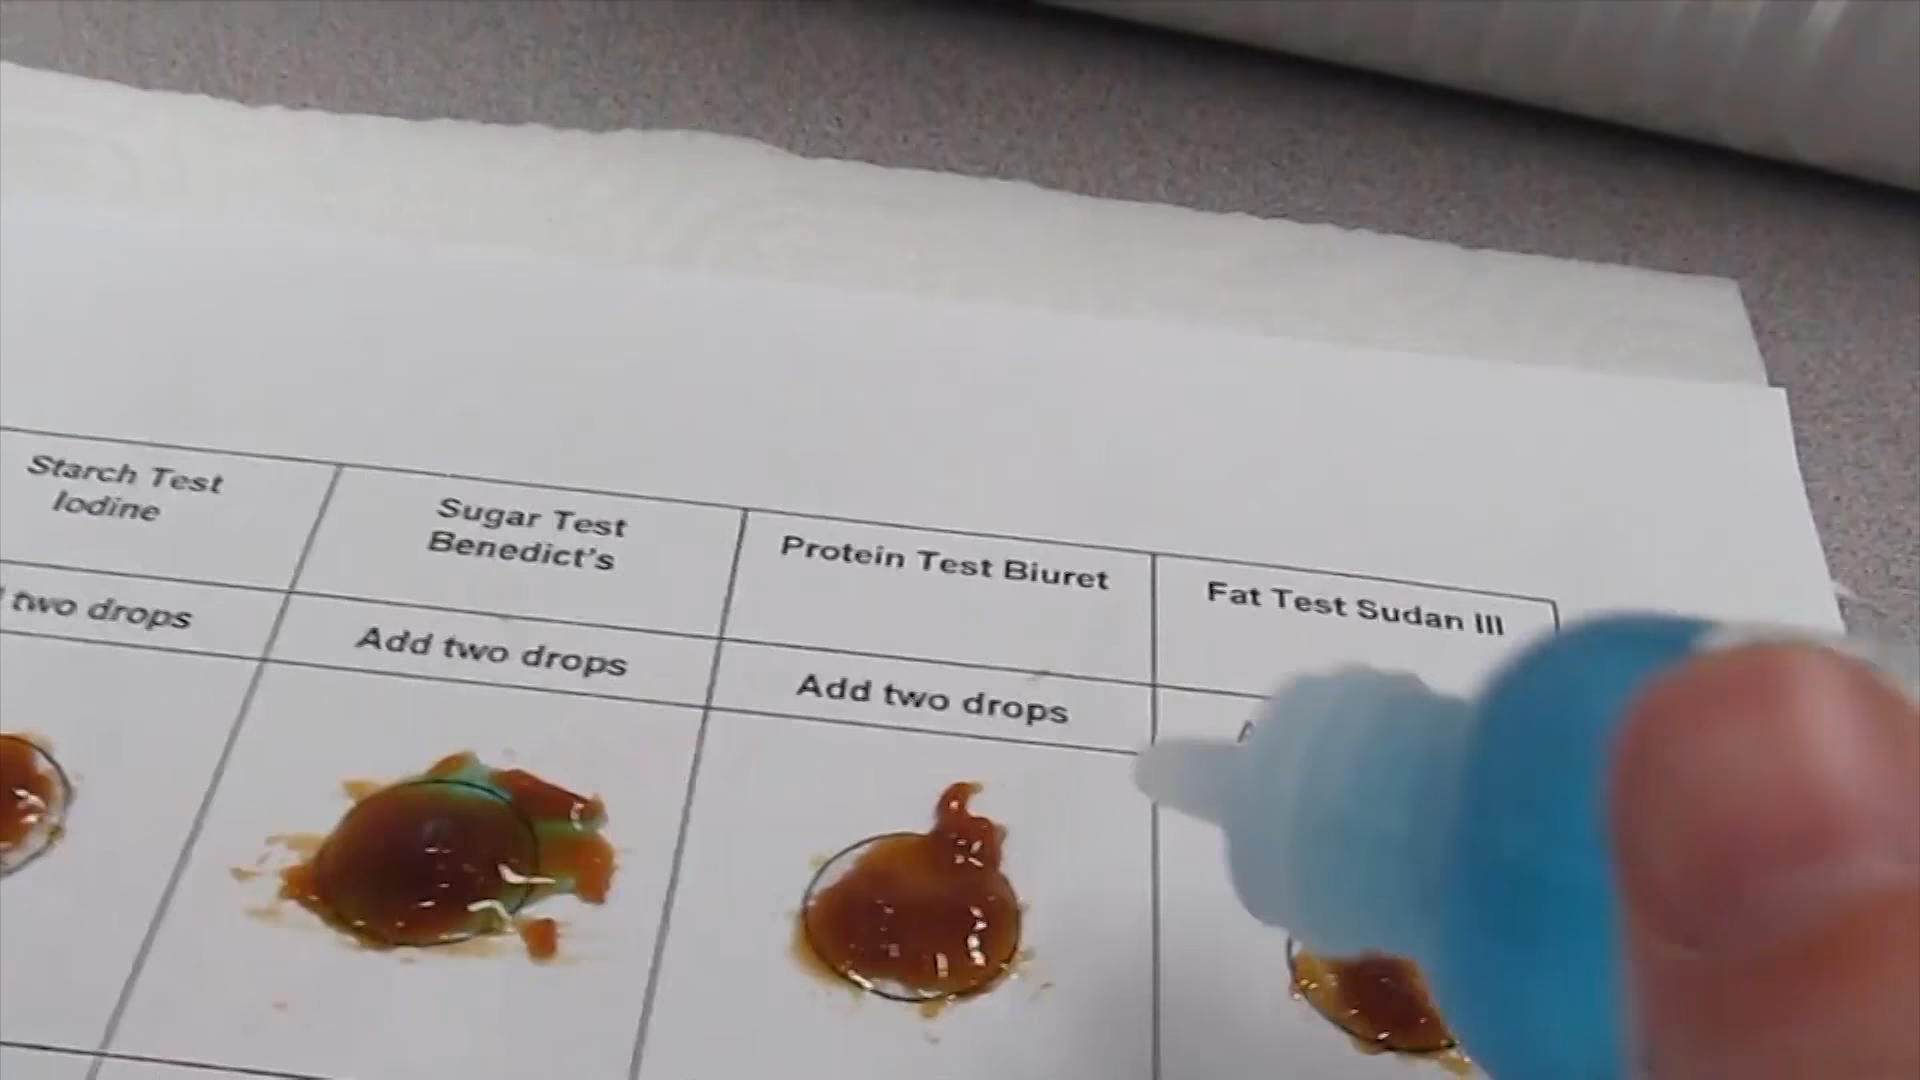 Starch Test
Iodine
Sugar Test
Benedict's
Protein Test Biuret
Fat Test Sudan III
two drops
Add two drops
Add two drops